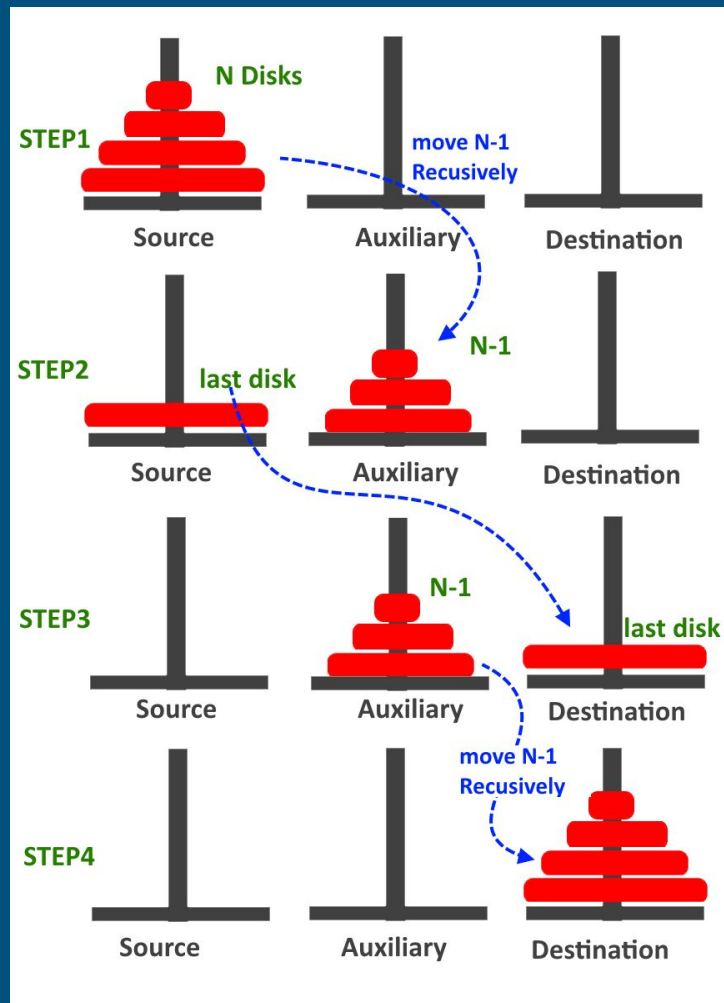 N Disks
STEP1
move N-1
Recusively
Source
Auxiliary
Destination
STEP2
last disk
N-1
Source
Auxiliary
Destination
STEP3
N-1
last disk
Source
Auxiliary
Destination
move N-1
Recusively
STEP4
Source
Auxiliary
Destination